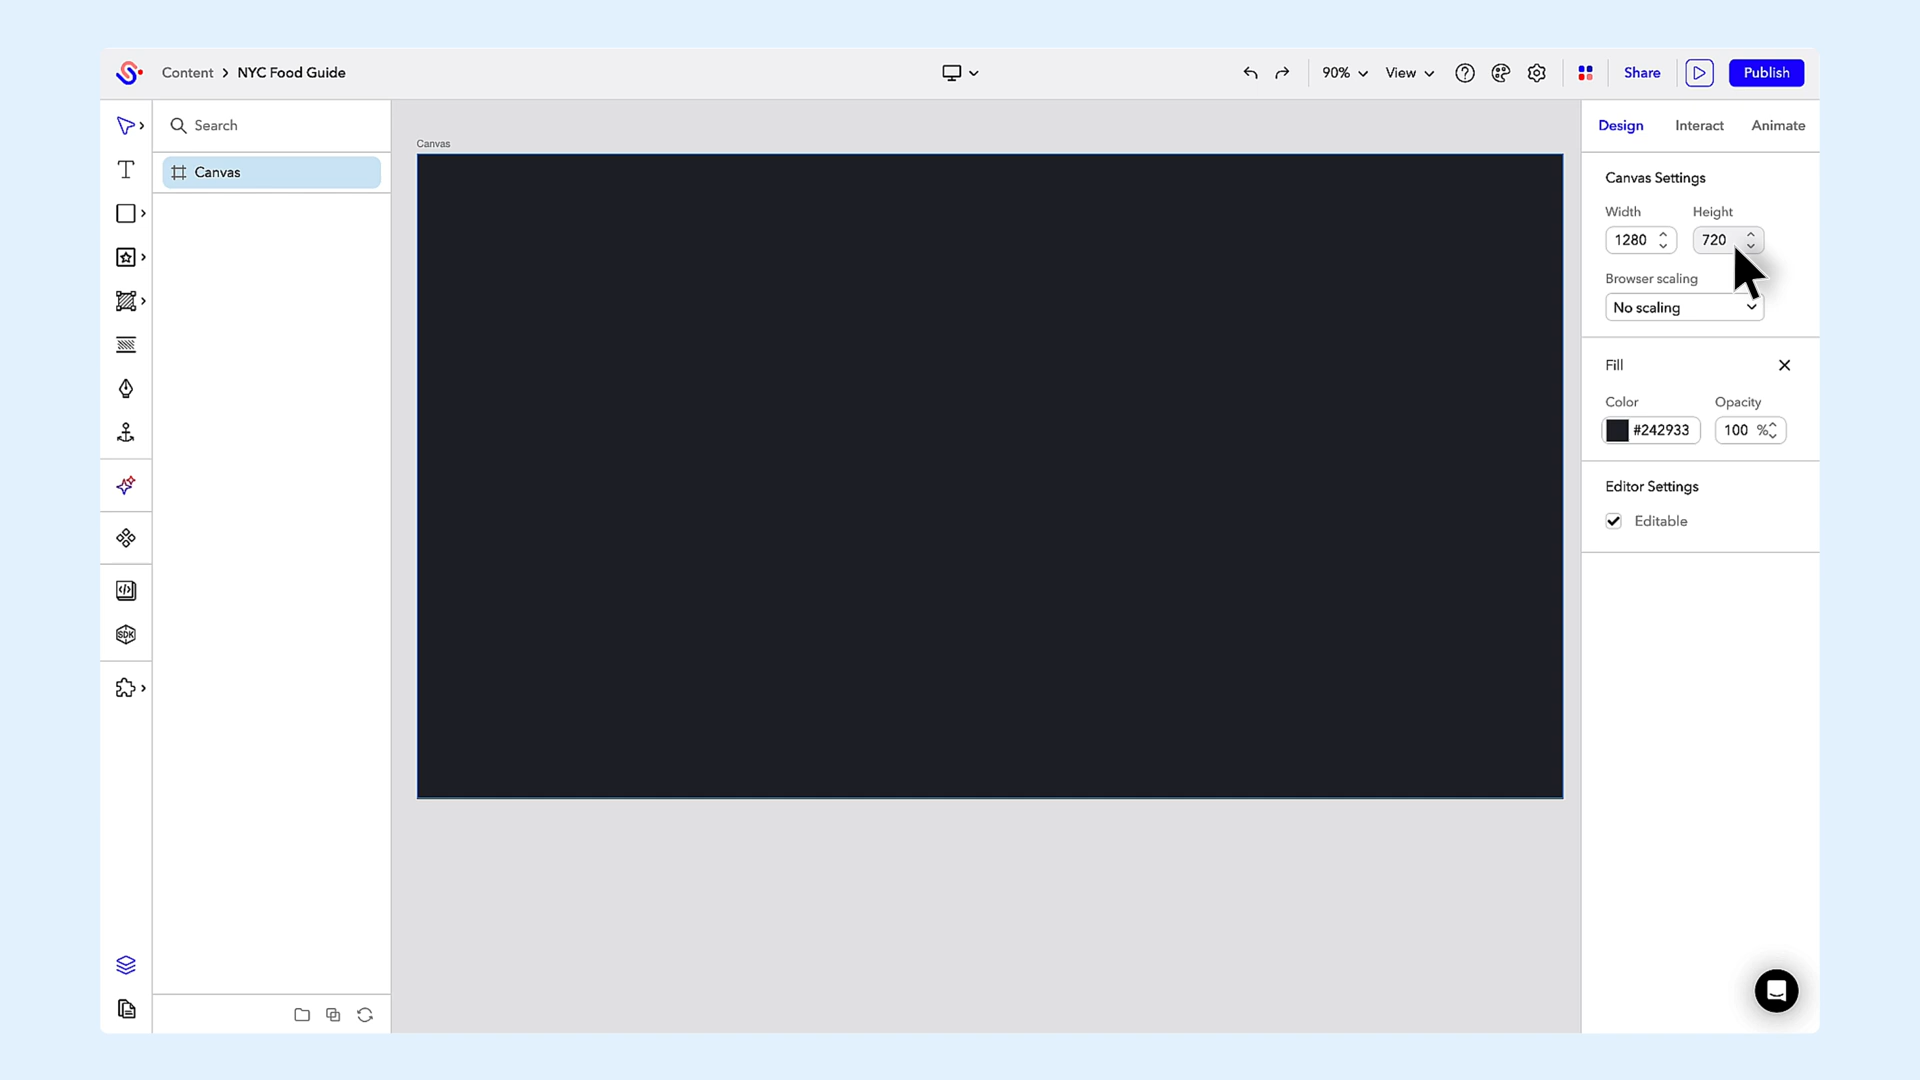 Content > NYC Food Guide
90%
View
Share
Publish
Search
Canvas
Canvas
Design
Interact
Animate
Canvas Settings
Width
Height
1280
720
Browser scaling
No scaling
Fill
Color
Opacity
#242933
100 %
Editor Settings
Editable
SDK